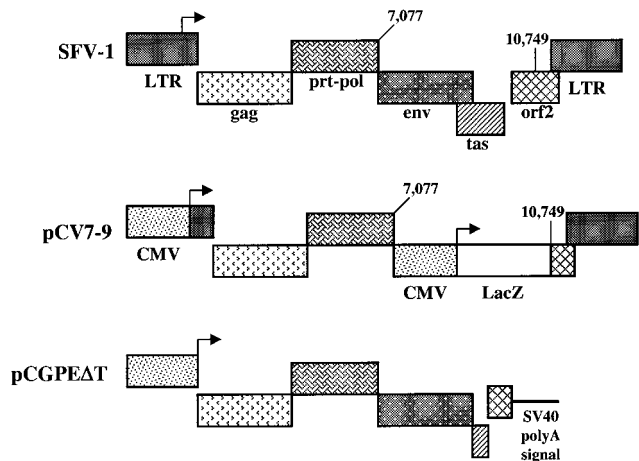 7,077
10,749
SFV-1
LTR
prt-pol
LTR
gag
env
orf2
tas
7,077
10,749
pCV7-9
CMV
CMV
LacZ
pCGPEΔT
SV40
polyA
signal